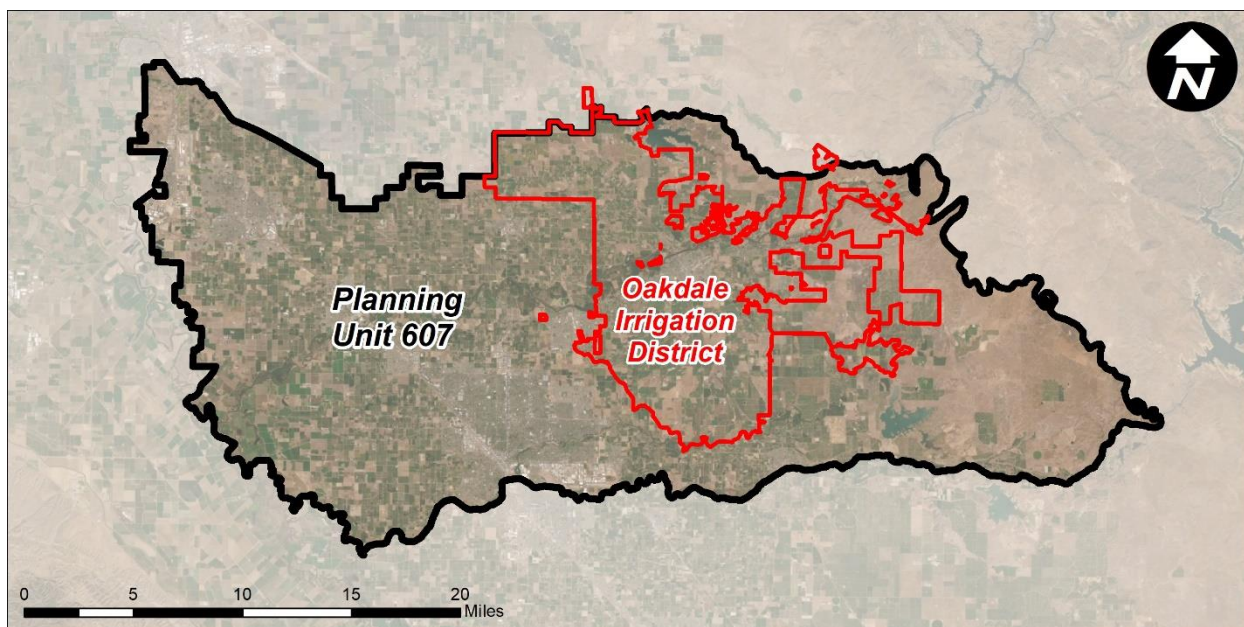 N
Planning
Unit 607
Oakdale
Irrigation
District
0 5 10 15 20
Miles